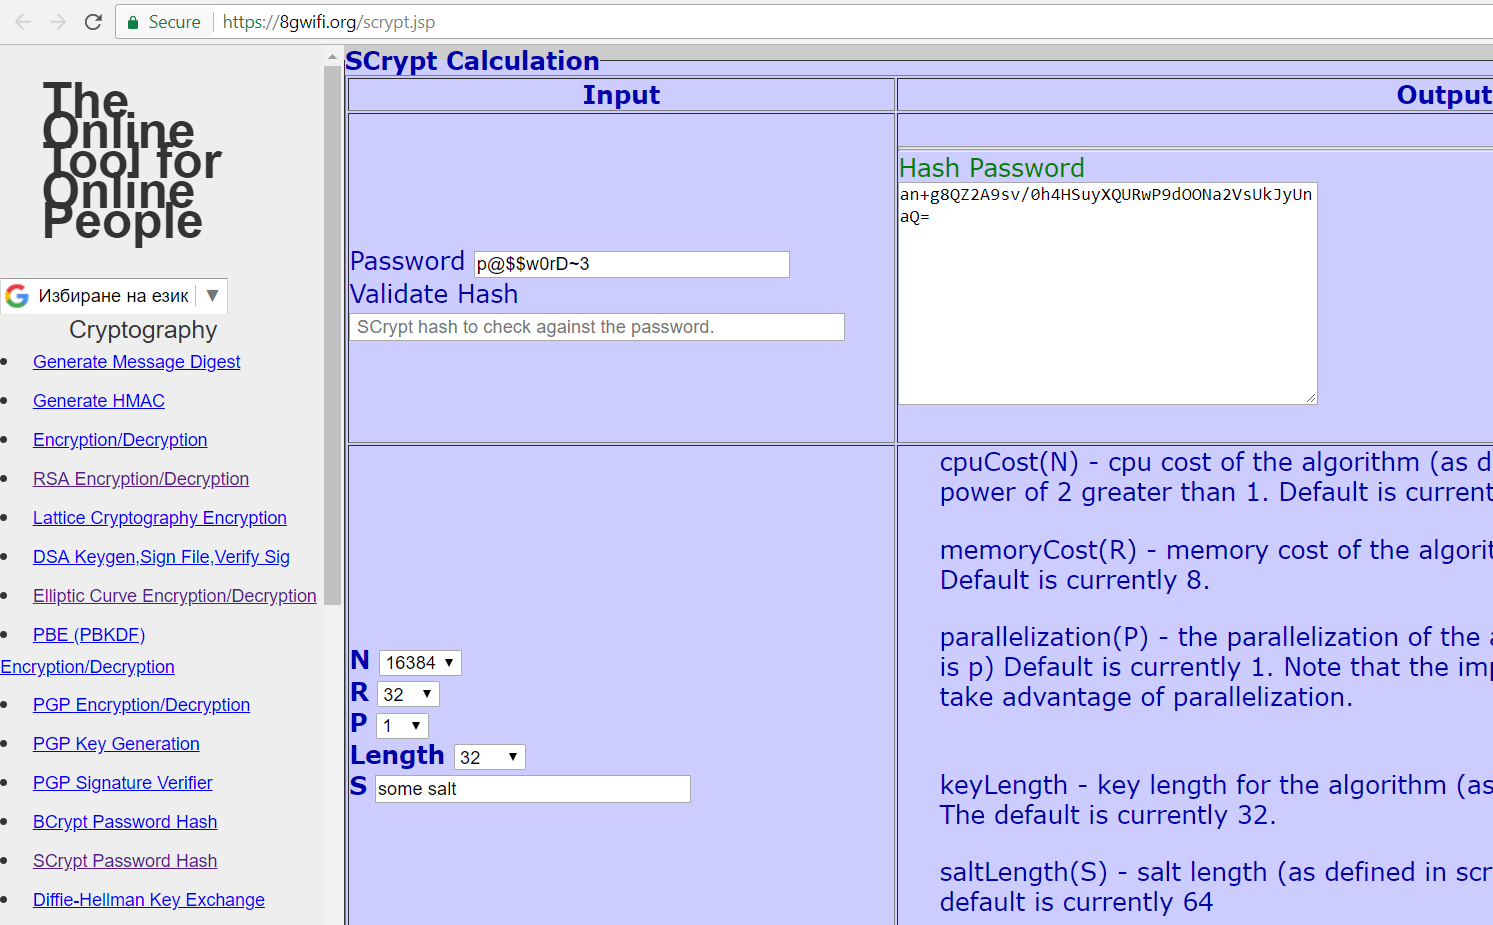 Secure https://8gwifi.org/scrypt.jsp
The
Online
Tool for
Online
People
Избиране на език ▼
Cryptography
• Generate Message Digest
• Generate HMAC
• Encryption/Decryption
• RSA Encryption/Decryption
• Lattice Cryptography Encryption
• DSA Keygen,Sign File,Verify Sig
• Elliptic Curve Encryption/Decryption
• PBE (PBKDF)
Encryption/Decryption
• PGP Encryption/Decryption
• PGP Key Generation
• PGP Signature Verifier
• BCrypt Password Hash
• SCrypt Password Hash
• Diffie-Hellman Key Exchange
SCrypt Calculation
Input
Output
Password p@$$w0rD~3
Validate Hash
SCrypt hash to check against the password.
Hash Password
an+g8QZ2A9sv/0h4HSuyXQURwP9dOONa2VsUkJyUn
aQ=
N 16384
R 32
P 1
Length 32
S some salt
cpuCost(N) - cpu cost of the algorithm (as d
power of 2 greater than 1. Default is current
memoryCost(R) - memory cost of the algorit
Default is currently 8.
parallelization(P) - the parallelization of the a
is p) Default is currently 1. Note that the imp
take advantage of parallelization.
keyLength - key length for the algorithm (as
The default is currently 32.
saltLength(S) - salt length (as defined in scr
default is currently 64